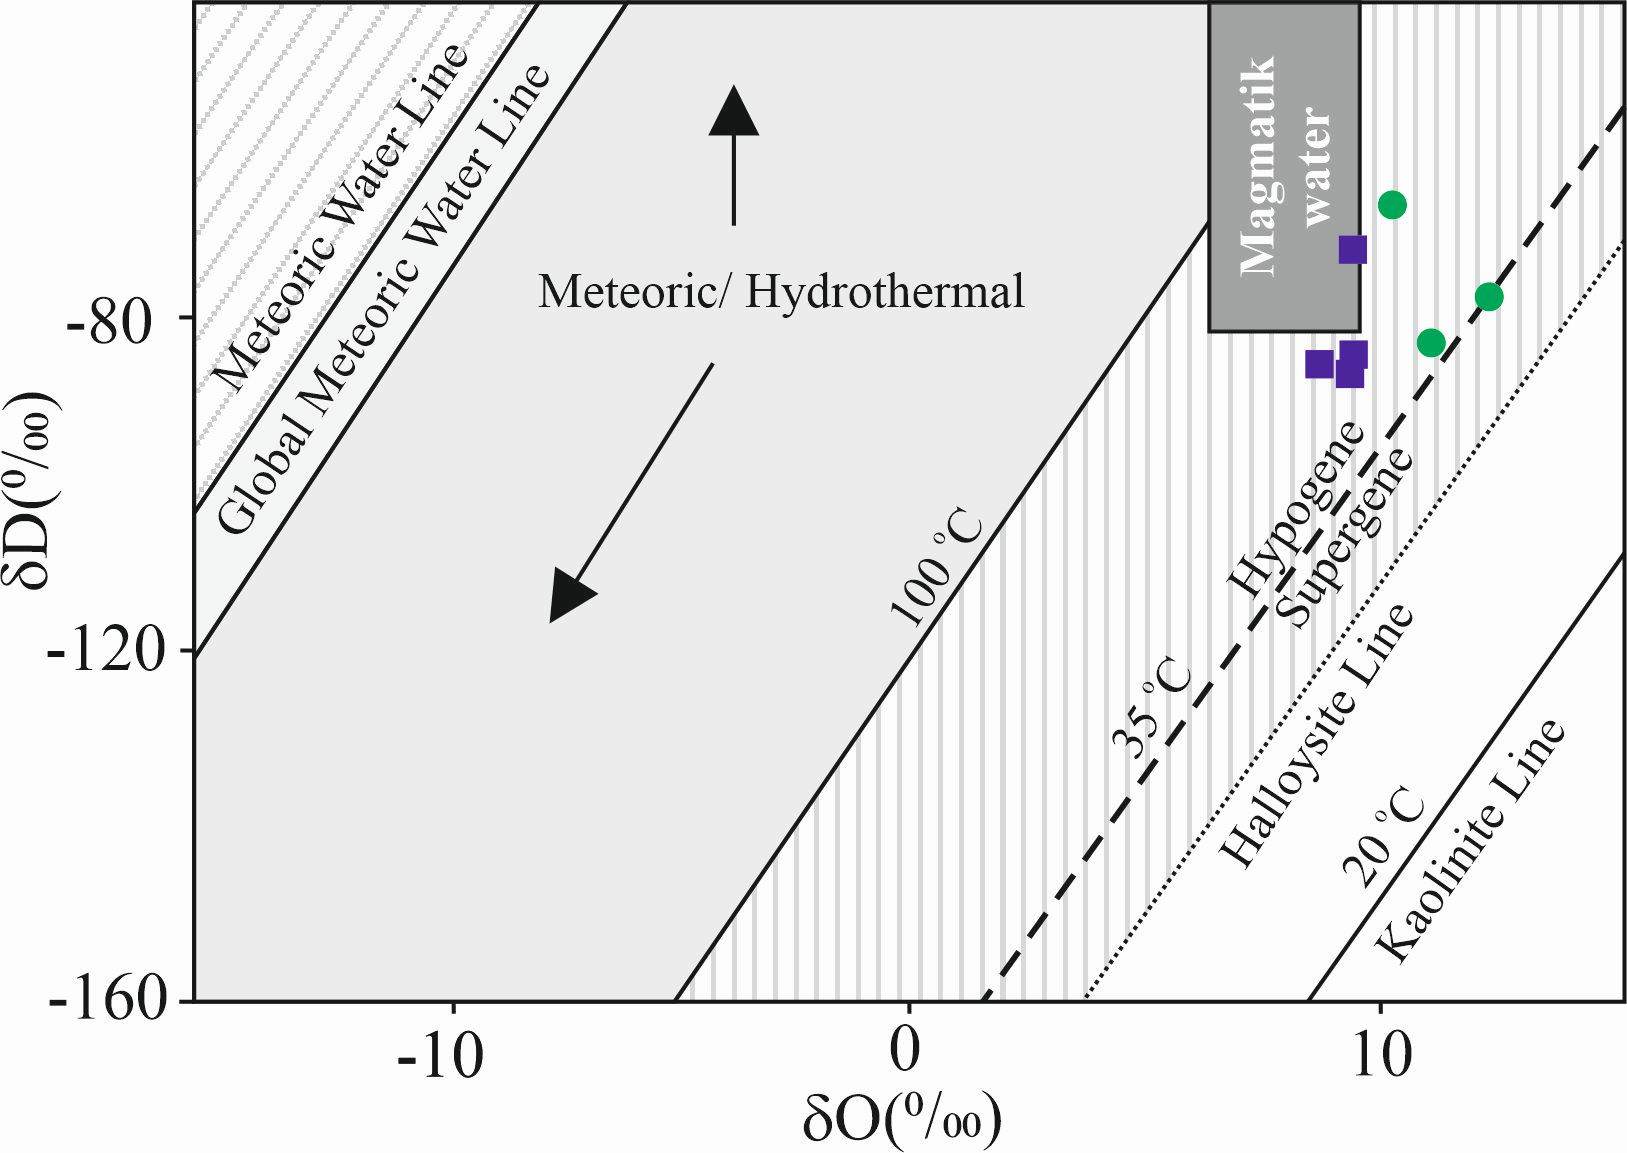 Meteoric Water Line
Global Meteoric Water Line
Magmatik
water
Meteoric/ Hydrothermal
-80
-120
-160
δD(⁰/₀₀)
100 °C
Hypogene
Supergene
35 °C
Halloysite Line
20 °C
Kaolinite Line
-10
0
10
δO(⁰/₀₀)